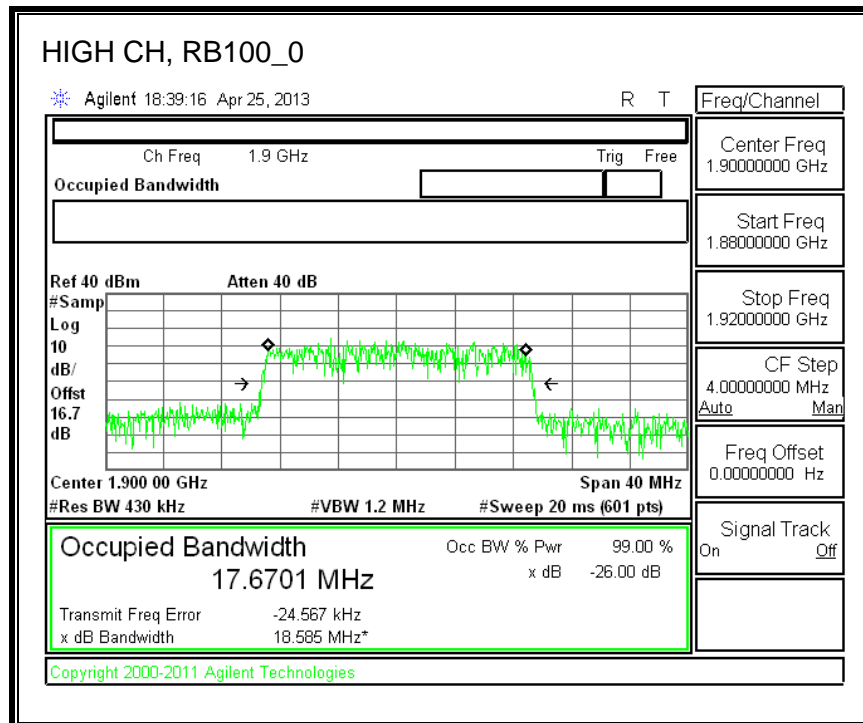 HIGH CH, RB100_0
Agilent 18:39:16 Apr 25, 2013 R T
Freq/Channel
Ch Freq 1.9 GHz Trig Free
Occupied Bandwidth
Center Freq
1.90000000 GHz
Start Freq
1.88000000 GHz
Stop Freq
1.92000000 GHz
CF Step
4.00000000 MHz
Auto Man
Freq Offset
0.00000000 Hz
Signal Track
On Off
Ref 40 dBm Atten 40 dB
#Samp
Log
10
dB/
Offst
16.7
dB
Center 1.900 00 GHz Span 40 MHz
#Res BW 430 kHz #VBW 1.2 MHz #Sweep 20 ms (601 pts)
Occupied Bandwidth Occ BW % Pwr 99.00 %
17.6701 MHz x dB -26.00 dB
Transmit Freq Error -24.567 kHz
x dB Bandwidth 18.585 MHz*
Copyright 2000-2011 Agilent Technologies